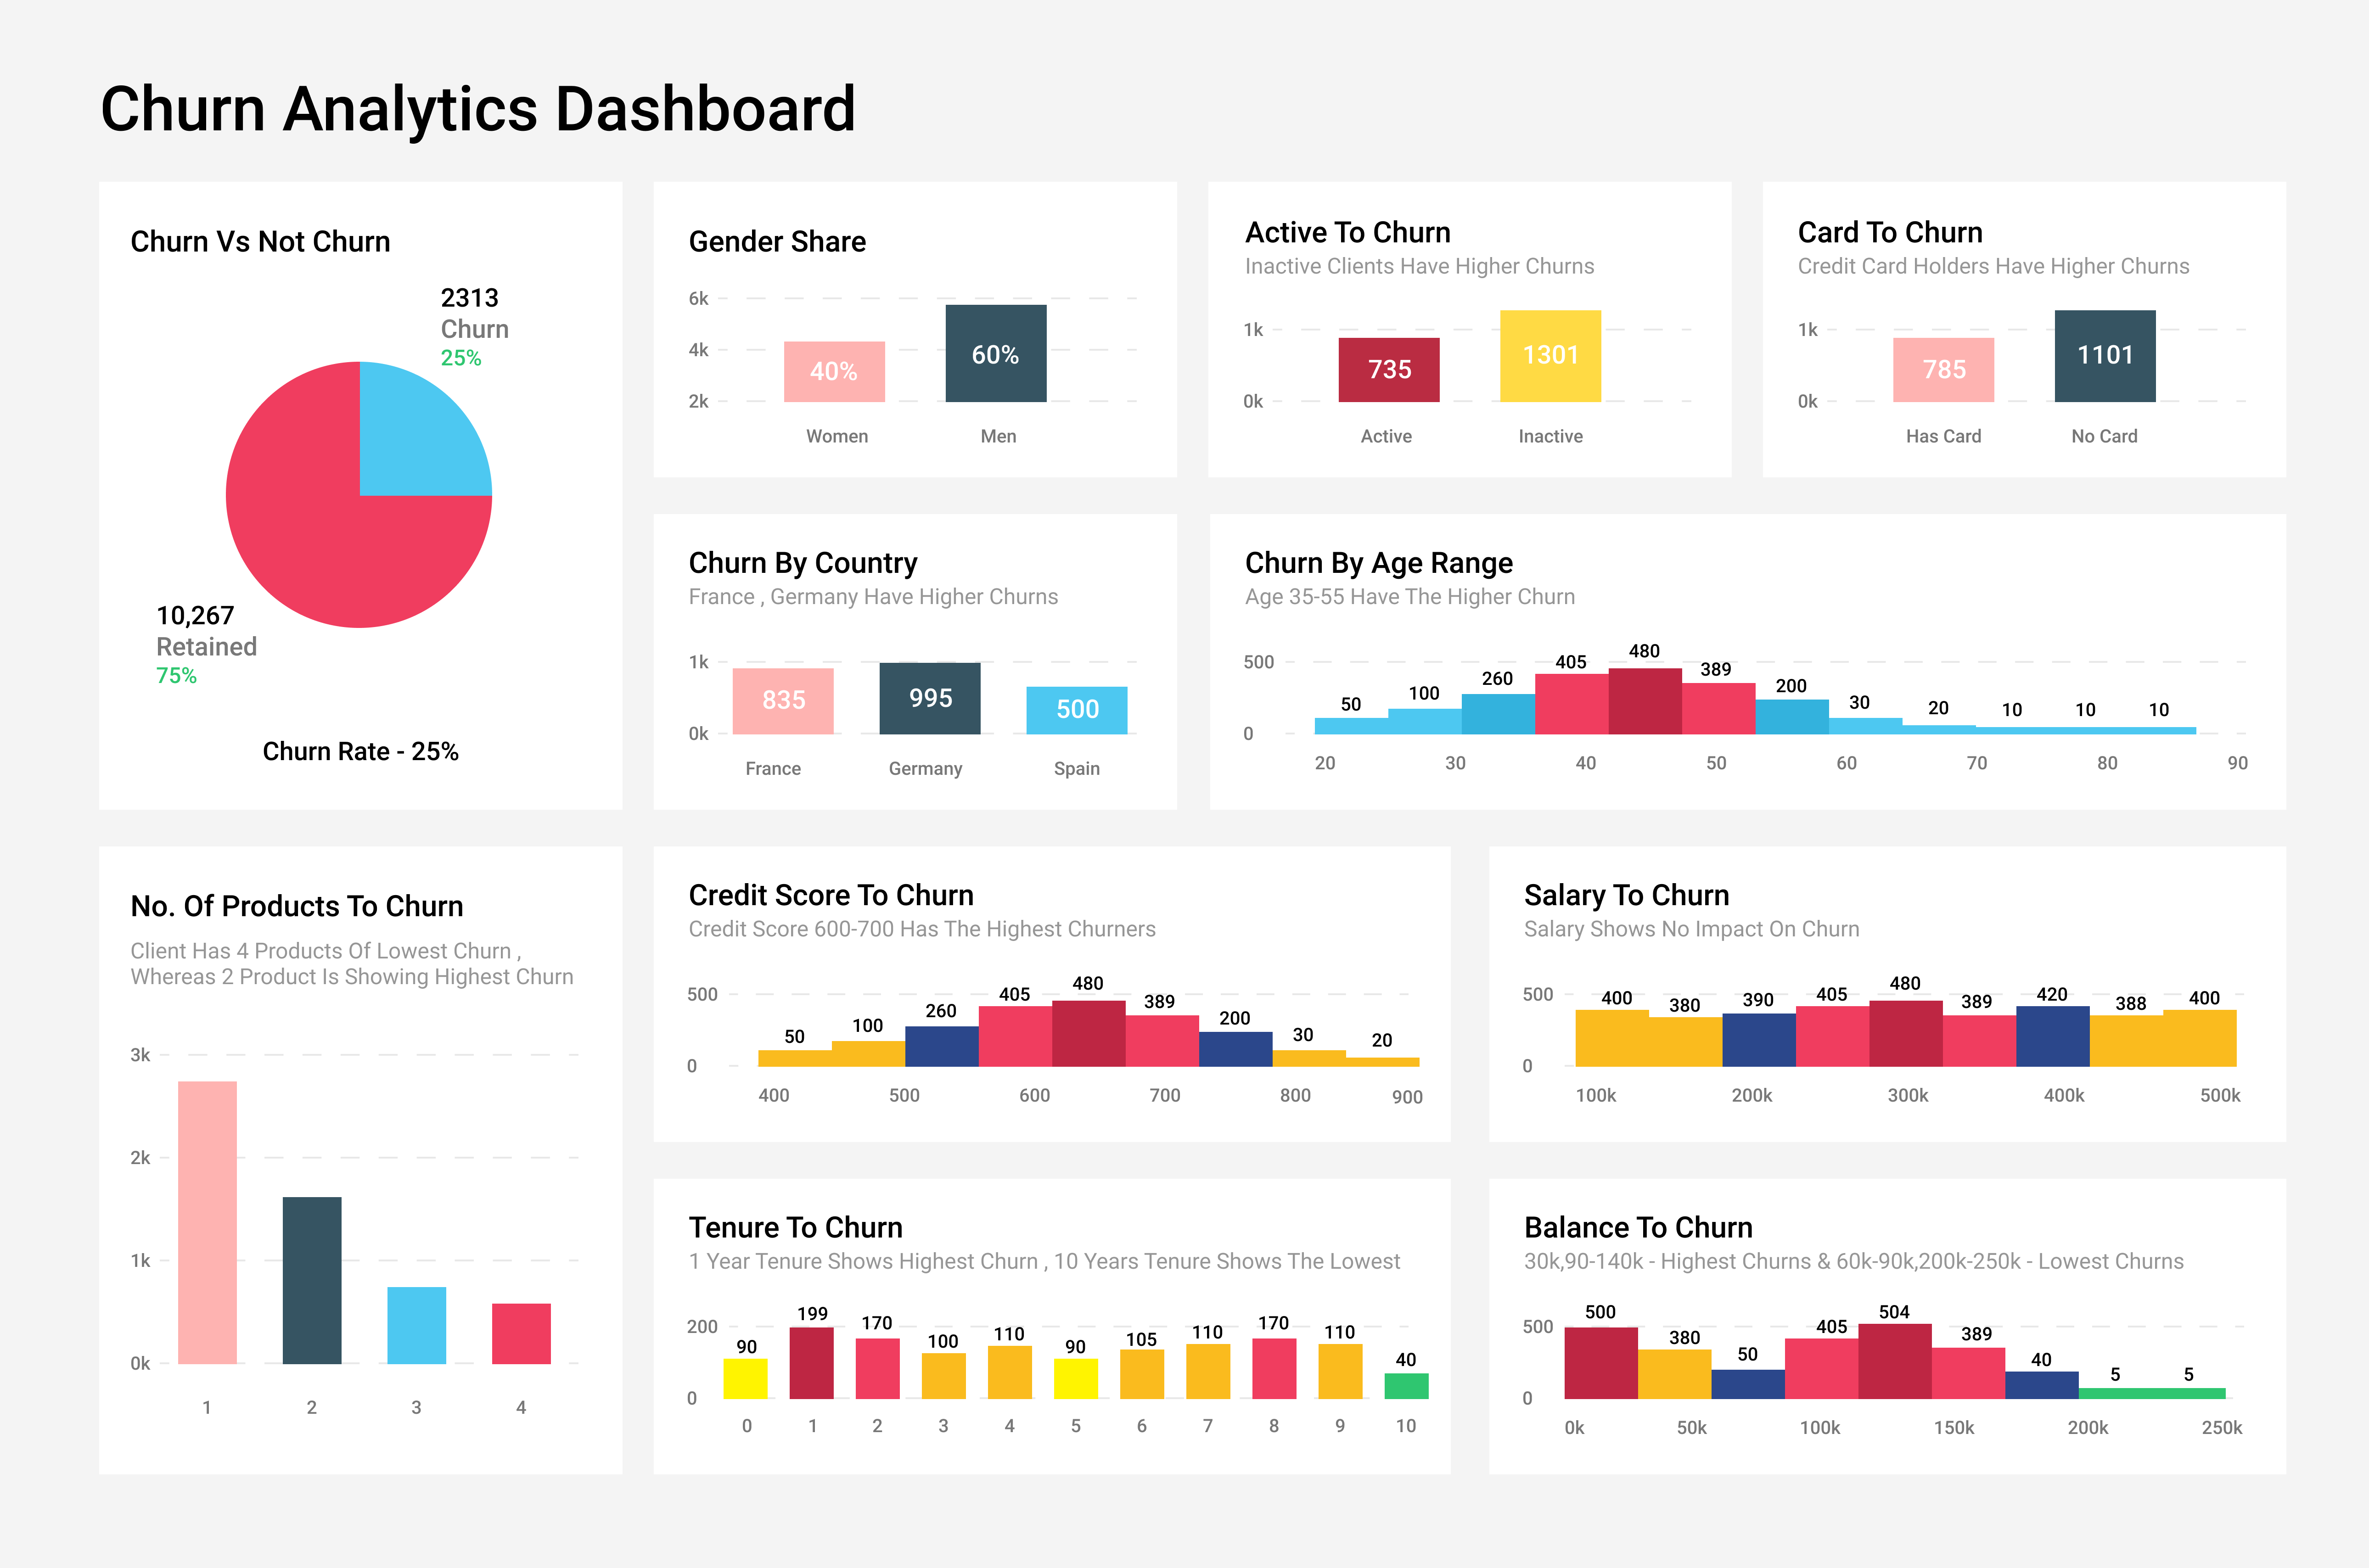 Churn Analytics Dashboard
Churn Vs Not Churn
2313
Churn
25%
10,267
Retained
75%
Churn Rate - 25%
Gender Share
6k
4k
2k
40%
60%
Women
Men
Active To Churn
Inactive Clients Have Higher Churns
1k
0k
735
1301
Active
Inactive
Card To Churn
Credit Card Holders Have Higher Churns
1k
0k
785
1101
Has Card
No Card
Churn By Country
France , Germany Have Higher Churns
1k
0k
835
995
500
France
Germany
Spain
Churn By Age Range
Age 35-55 Have The Higher Churn
500
0
50
100
260
405
480
389
200
30
20
10
10
10
20
30
40
50
60
70
80
90
No. Of Products To Churn
Client Has 4 Products Of Lowest Churn ,
Whereas 2 Product Is Showing Highest Churn
3k
2k
1k
0k
1
2
3
4
Credit Score To Churn
Credit Score 600-700 Has The Highest Churners
500
0
50
100
260
405
480
389
200
30
20
400
500
600
700
800
900
Salary To Churn
Salary Shows No Impact On Churn
500
0
400
380
390
405
480
389
420
388
400
100k
200k
300k
400k
500k
Tenure To Churn
1 Year Tenure Shows Highest Churn , 10 Years Tenure Shows The Lowest
200
0
90
199
170
100
110
90
105
110
170
110
40
0
1
2
3
4
5
6
7
8
9
10
Balance To Churn
30k,90-140k - Highest Churns & 60k-90k,200k-250k - Lowest Churns
500
0
500
380
50
405
504
389
40
5
5
0k
50k
100k
150k
200k
250k